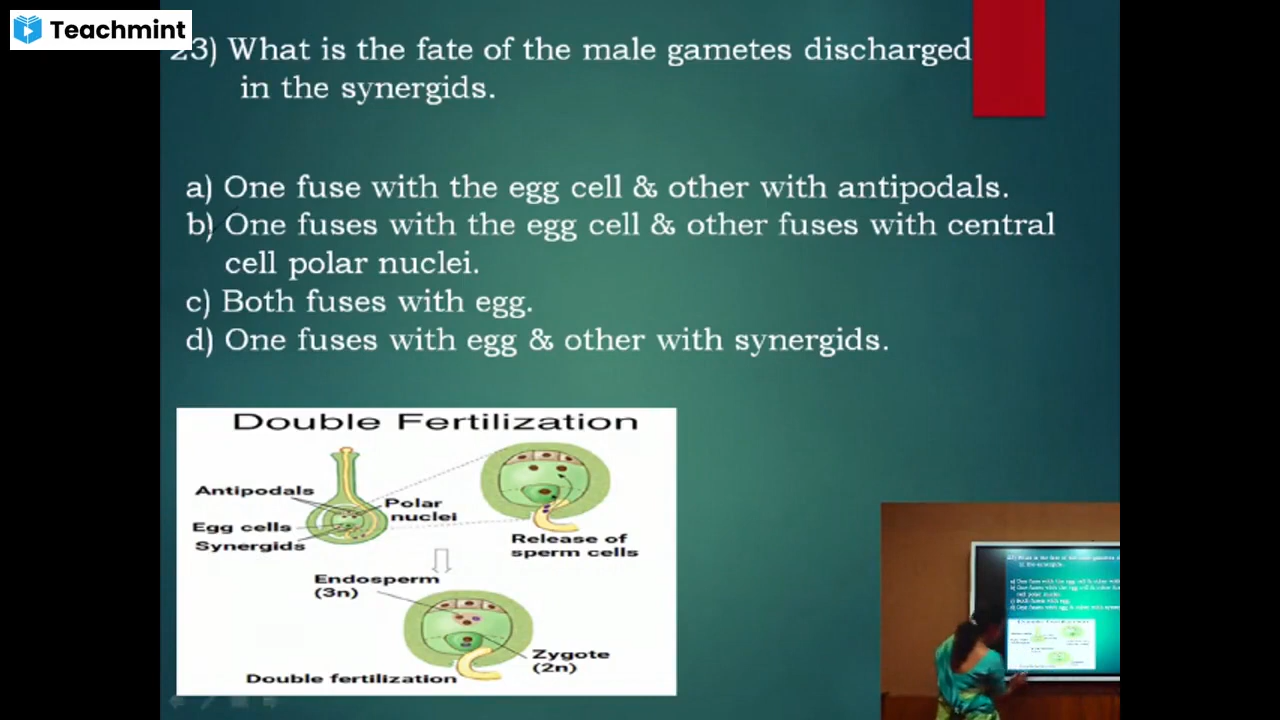 Teachmint
23) What is the fate of the male gametes discharged
in the synergids.
a) One fuse with the egg cell & other with antipodals.
b) One fuses with the egg cell & other fuses with central
cell polar nuclei.
c) Both fuses with egg.
d) One fuses with egg & other with synergids.
Double Fertilization
Antipodals
Polar
nuclei
Egg cells
Synergids
Release of
sperm cells
Endosperm
(3n)
Zygote
(2n)
Double fertilization